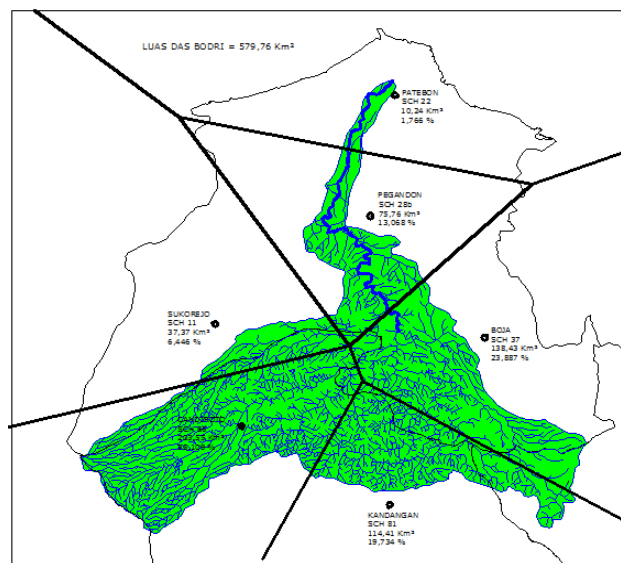 LUAS DAS BODRI = 579,76 Km²
PATEBON
SCH 22
10,24 Km²
1,766 %
PEGANDON
SCH 28b
75,76 Km²
13,068 %
SUKOREJO
SCH 11
37,37 Km²
6,446 %
BOJA
SCH 37
138,43 Km²
23,887 %
KANDANGAN
SCH 81
114,41 Km²
19,734 %